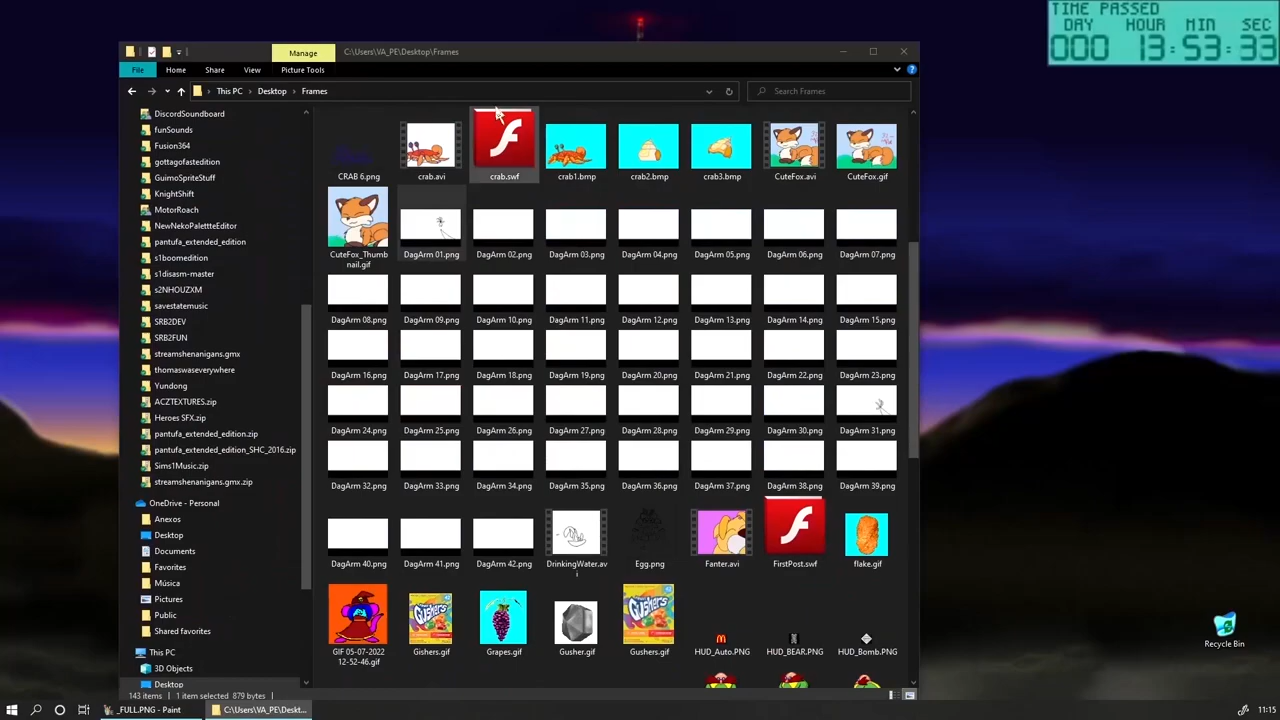 TIME PASSED
DAY HOUR MIN SEC
000 13:53:33
Manage
C:\Users\VA_PE\Desktop\Frames
File
Home
Share
View
Picture Tools
This PC
Desktop
Frames
Search Frames
DiscordSoundboard
funSounds
Fusion364
gottagofastedition
GuimoSpriteStuff
KnightShift
MotorRoach
NewNekoPalettteEditor
pantufa_extended_edition
s1boomedition
s1disasm-master
s2NHOUZXM
savestatemusic
SRB2DEV
SRB2FUN
streamshenanigans.gmx
thomaswaseverywhere
Yundong
ACZTEXTURES.zip
Heroes SFX.zip
pantufa_extended_edition.zip
pantufa_extended_edition_SHC_2016.zip
Sims1Music.zip
streamshenanigans.gmx.zip
OneDrive - Personal
Anexos
Desktop
Documents
Favorites
Música
Pictures
Public
Shared favorites
This PC
3D Objects
Desktop
CRAB 6.png
crab.avi
crab.swf
crab1.bmp
crab2.bmp
crab3.bmp
CuteFox.avi
CuteFox.gif
CuteFox_Thumb
nail.gif
DagArm 01.png
DagArm 02.png
DagArm 03.png
DagArm 04.png
DagArm 05.png
DagArm 06.png
DagArm 07.png
DagArm 08.png
DagArm 09.png
DagArm 10.png
DagArm 11.png
DagArm 12.png
DagArm 13.png
DagArm 14.png
DagArm 15.png
DagArm 16.png
DagArm 17.png
DagArm 18.png
DagArm 19.png
DagArm 20.png
DagArm 21.png
DagArm 22.png
DagArm 23.png
DagArm 24.png
DagArm 25.png
DagArm 26.png
DagArm 27.png
DagArm 28.png
DagArm 29.png
DagArm 30.png
DagArm 31.png
DagArm 32.png
DagArm 33.png
DagArm 34.png
DagArm 35.png
DagArm 36.png
DagArm 37.png
DagArm 38.png
DagArm 39.png
DagArm 40.png
DagArm 41.png
DagArm 42.png
DrinkingWater.av
i
Egg.png
Fanter.avi
FirstPost.swf
flake.gif
Gushers
Gushers
GIF 05-07-2022
12-52-46.gif
Gishers.gif
Grapes.gif
Gusher.gif
Gushers.gif
HUD_Auto.PNG
HUD_BEAR.PNG
HUD_Bomb.PNG
143 items
1 item selected 879 bytes
Recycle Bin
_FULL.PNG - Paint
C:\Users\VA_PE\Deskt...
11:15